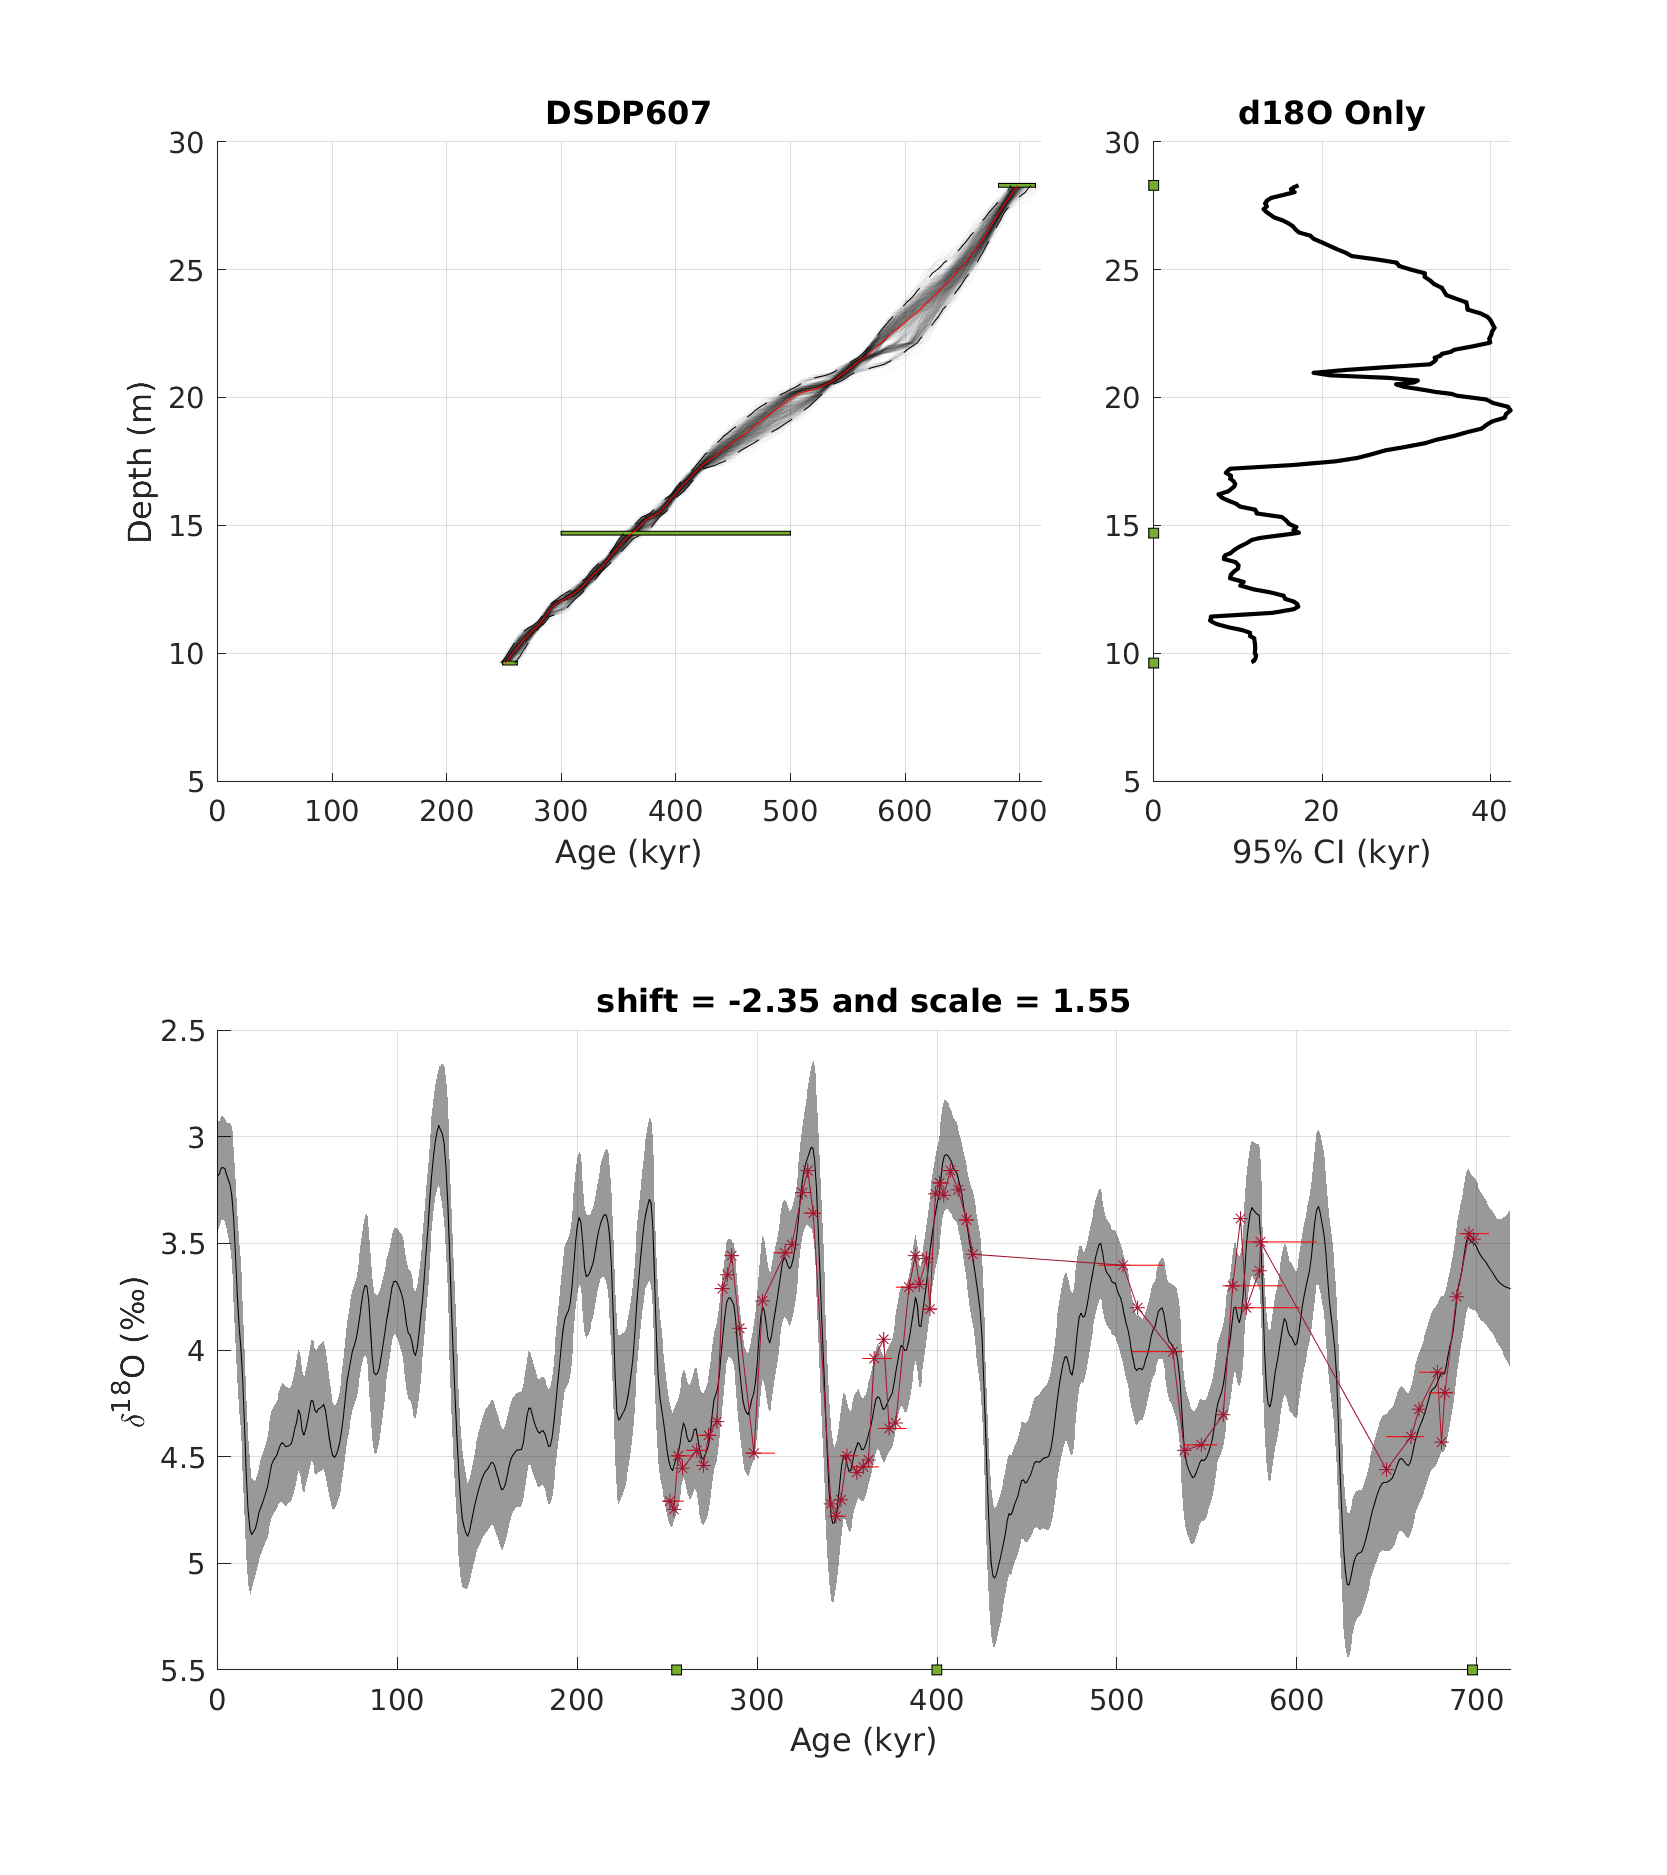 DSDP607
30
25
20
15
10
5
0 100 200 300 400 500 600 700
Age (kyr)
Depth (m)
d18O Only
30
25
20
15
10
5
0 20 40
95% CI (kyr)
shift = -2.35 and scale = 1.55
2.5
3
3.5
4
4.5
5
5.5
0 100 200 300 400 500 600 700
Age (kyr)
δ¹⁸O (‰)